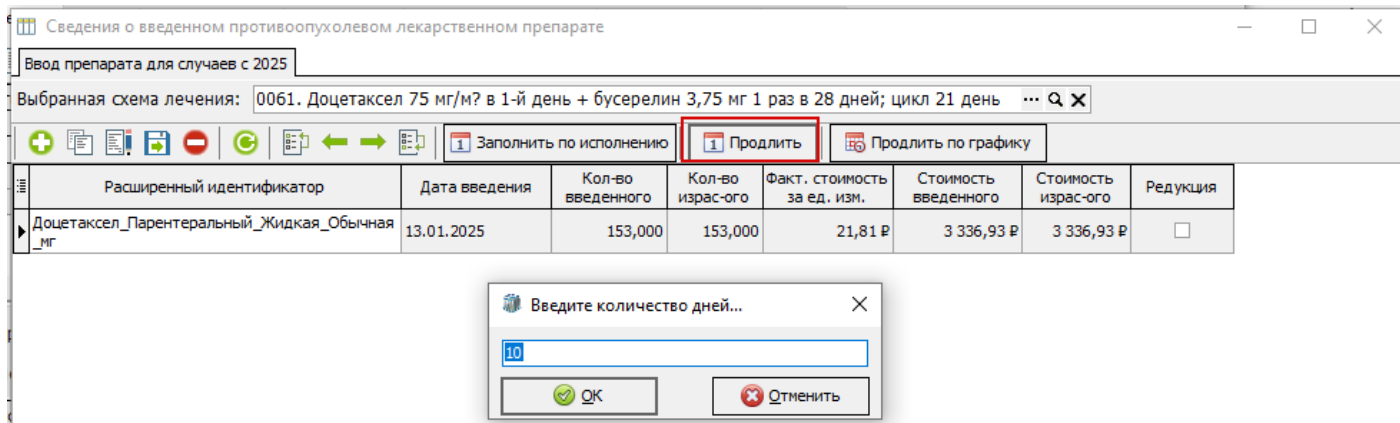 Сведения о введенном противоопухолевом лекарственном препарате
Ввод препарата для случаев с 2025
Выбранная схема лечения: 0061. Доцетаксел 75 мг/м? в 1-й день + бусерелин 3,75 мг 1 раз в 28 дней; цикл 21 день ...
1 Заполнить по исполнению 1 Продлить Продлить по графику
Расширенный идентификатор Дата введения Кол-во введенного Кол-во израс-ого Факт. стоимость за ед. изм. Стоимость введенного Стоимость израс-ого Редукция
Доцетаксел_Парентеральный_Жидкая_Обычная
_мг 13.01.2025 153,000 153,000 21,81 ₽ 3 336,93 ₽ 3 336,93 ₽
Введите количество дней...
10
OK Отменить